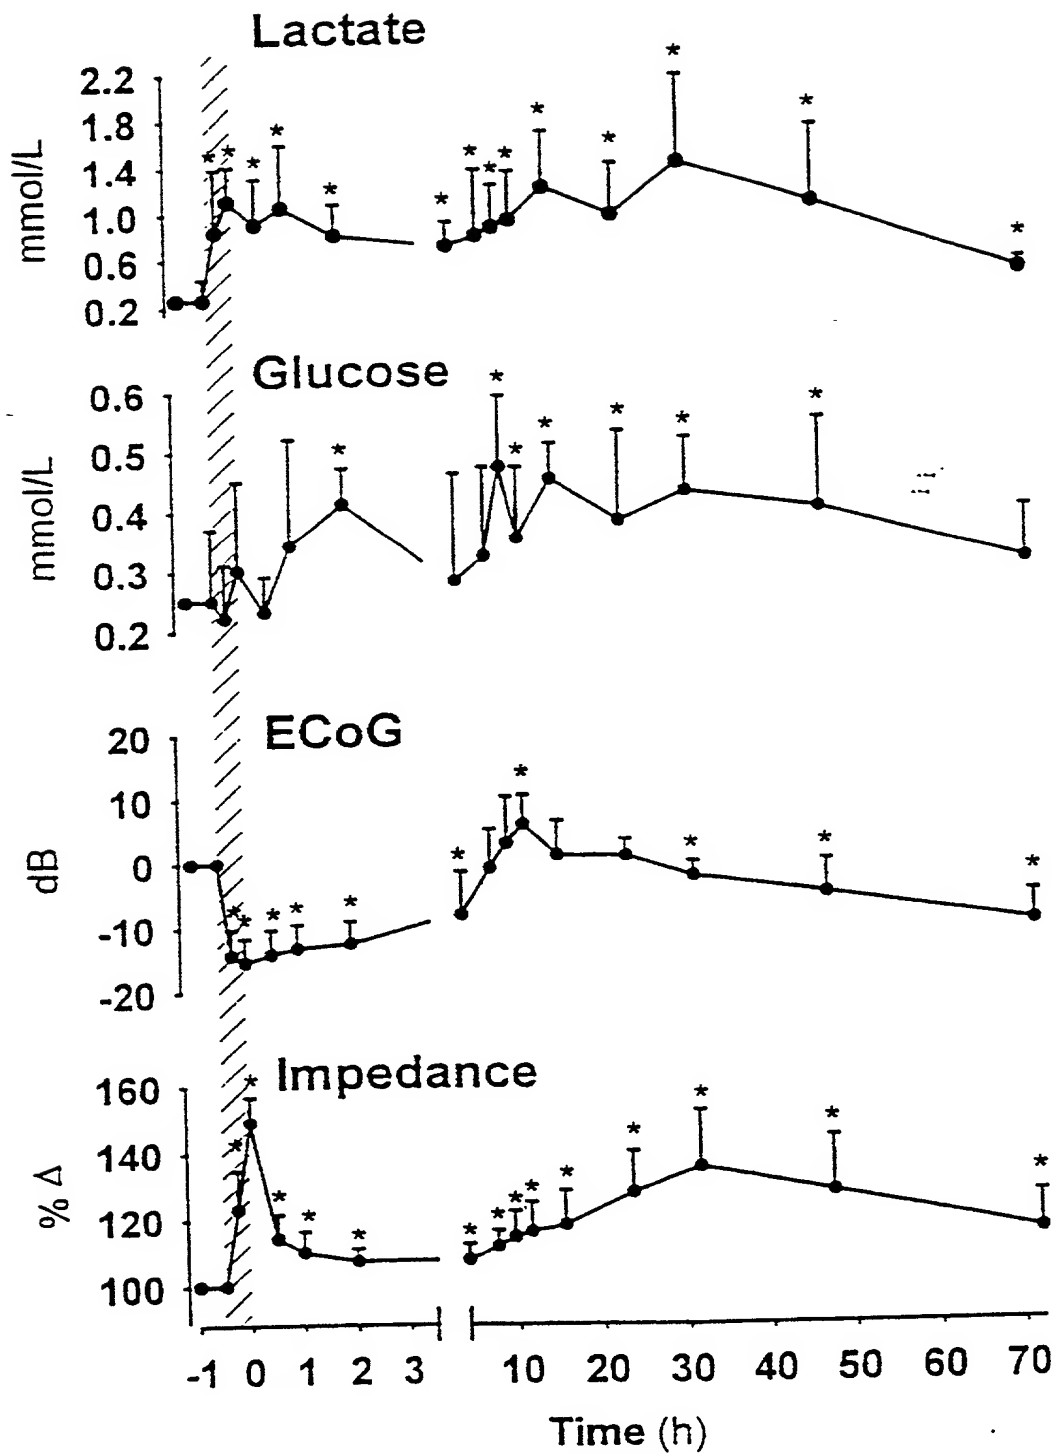 Lactate
mmol/L
2.2
1.8
1.4
1.0
0.6
0.2
* * * * * * * * * * * * * * *
Glucose
mmol/L
0.6
0.5
0.4
0.3
0.2
* * * * * * *
ECoG
dB
20
10
0
-10
-20
* * * * * * * * * *
Impedance
% Δ
160
140
120
100
* * * * * * * * * * * * * *
-1 0 1 2 3 10 20 30 40 50 60 70
Time (h)